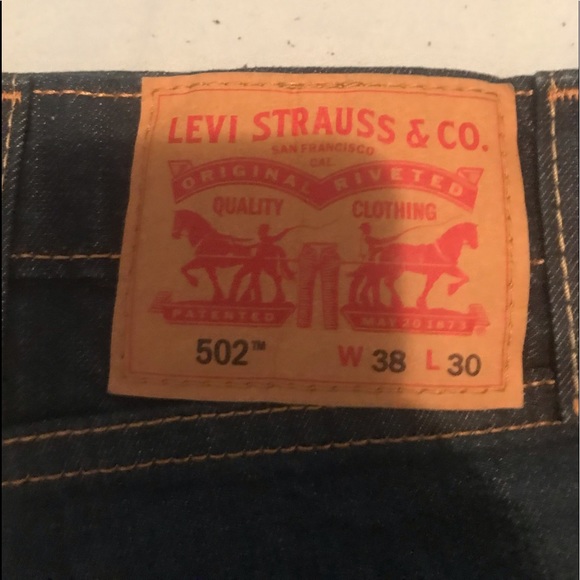 LEVI STRAUSS & CO.
SAN FRANCISCO
CAL.
ORIGINAL RIVETED
QUALITY CLOTHING
PATENTED MAY 20 1873
502™ W 38 L 30